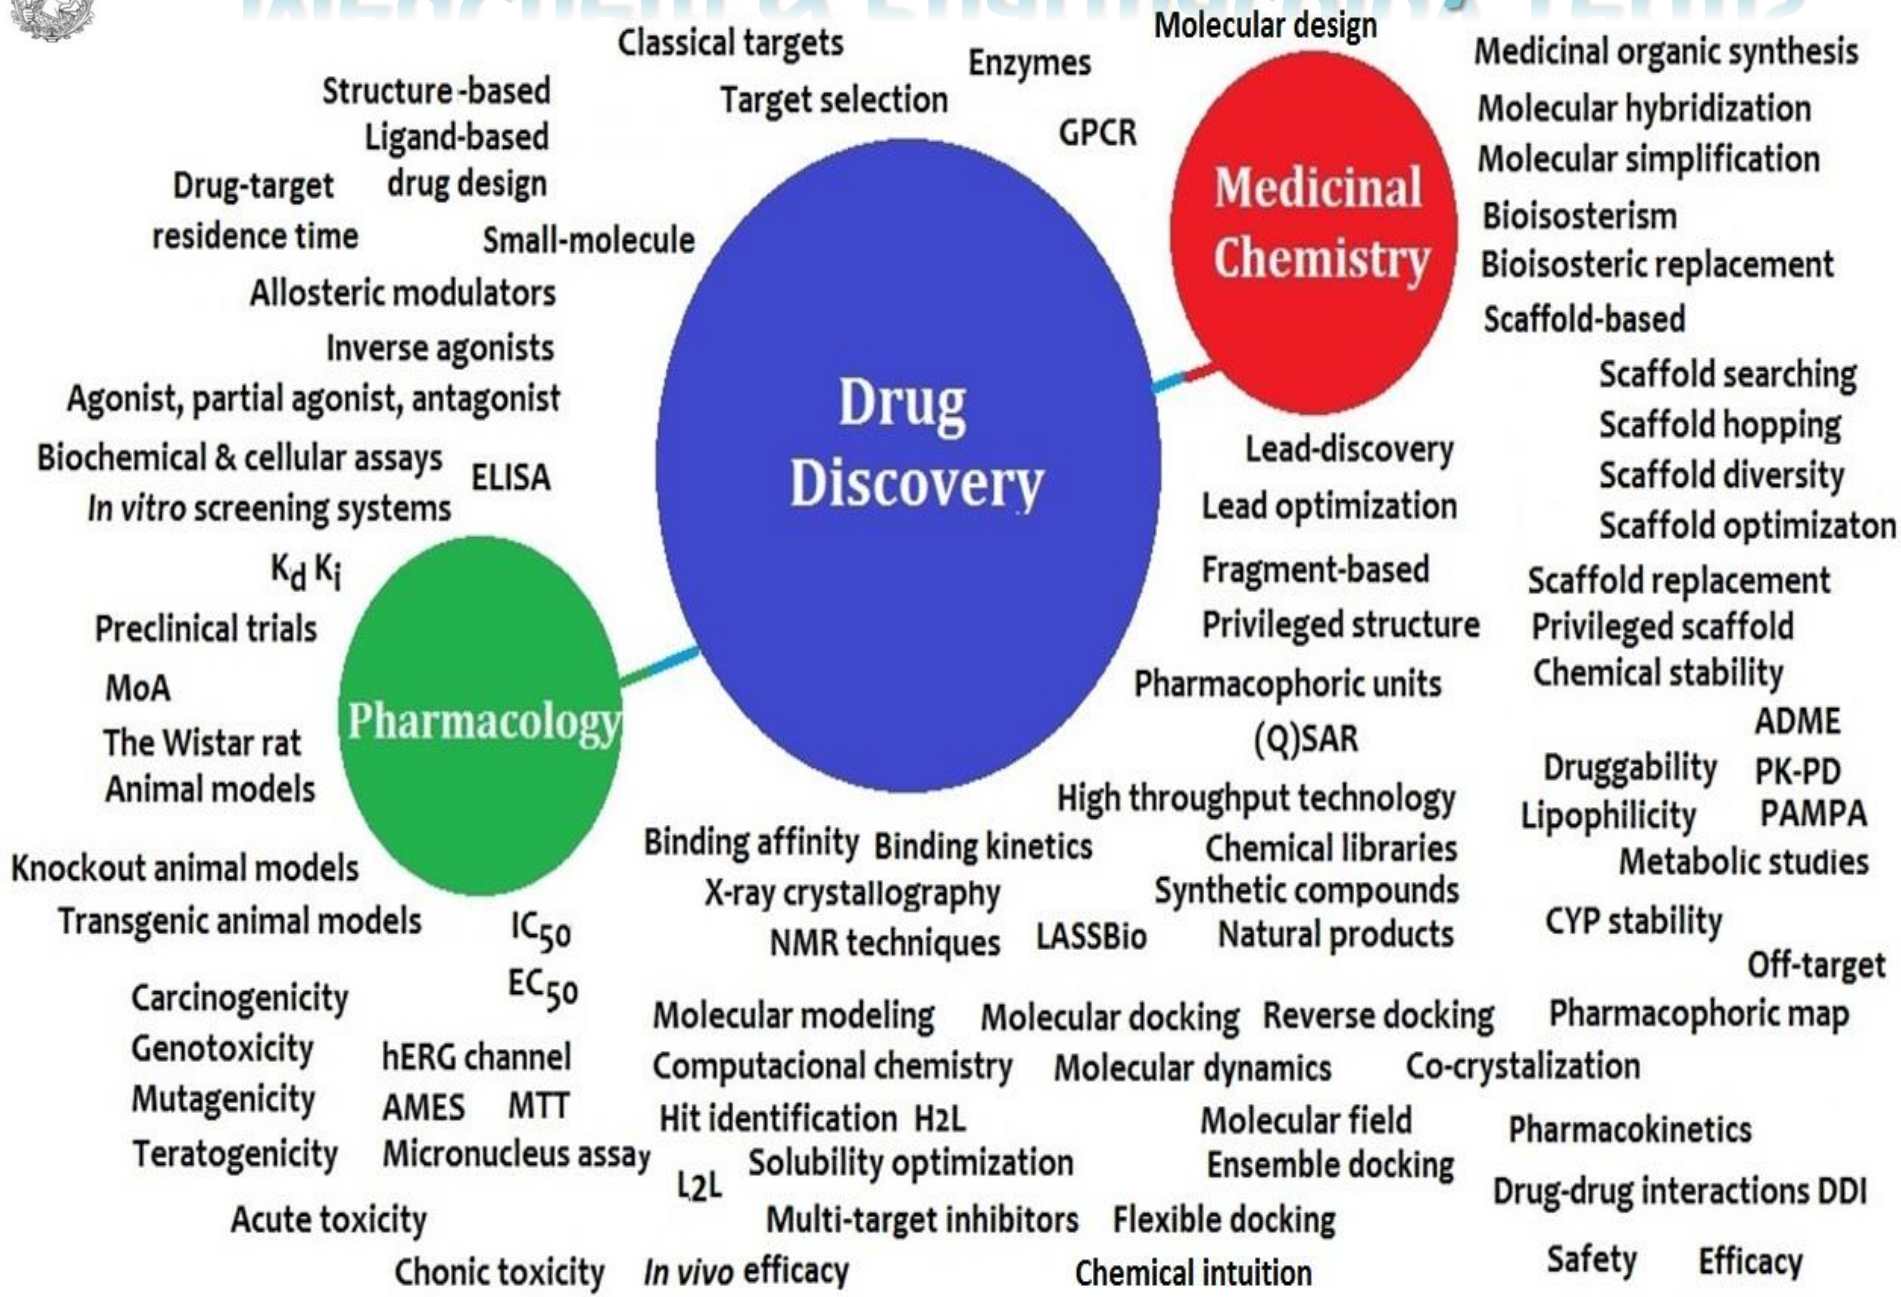 Molecular design
Classical targets
Enzymes
Medicinal organic synthesis
Structure-based
Target selection
Molecular hybridization
Ligand-based
GPCR
Molecular simplification
Drug-target
drug design
Medicinal
Chemistry
Bioisosterism
residence time
Small-molecule
Bioisosteric replacement
Allosteric modulators
Scaffold-based
Inverse agonists
Scaffold searching
Agonist, partial agonist, antagonist
Drug
Discovery
Scaffold hopping
Biochemical & cellular assays
ELISA
Lead-discovery
Scaffold diversity
In vitro screening systems
Lead optimization
Scaffold optimizaton
Kd Ki
Fragment-based
Scaffold replacement
Preclinical trials
Privileged structure
Privileged scaffold
MoA
Pharmacophoric units
Chemical stability
Pharmacology
(Q)SAR
ADME
The Wistar rat
Druggability
PK-PD
Animal models
High throughput technology
Lipophilicity
PAMPA
Knockout animal models
Binding affinity
Binding kinetics
Chemical libraries
Metabolic studies
X-ray crystallography
Synthetic compounds
Transgenic animal models
IC50
NMR techniques
LASSBio
Natural products
CYP stability
Off-target
Carcinogenicity
EC50
Molecular modeling
Molecular docking
Reverse docking
Pharmacophoric map
Genotoxicity
hERG channel
Computacional chemistry
Molecular dynamics
Co-crystalization
Mutagenicity
AMES
MTT
Hit identification
H2L
Molecular field
Pharmacokinetics
Teratogenicity
Micronucleus assay
L2L
Solubility optimization
Ensemble docking
Drug-drug interactions DDI
Acute toxicity
Multi-target inhibitors
Flexible docking
Chonic toxicity
In vivo efficacy
Chemical intuition
Safety
Efficacy